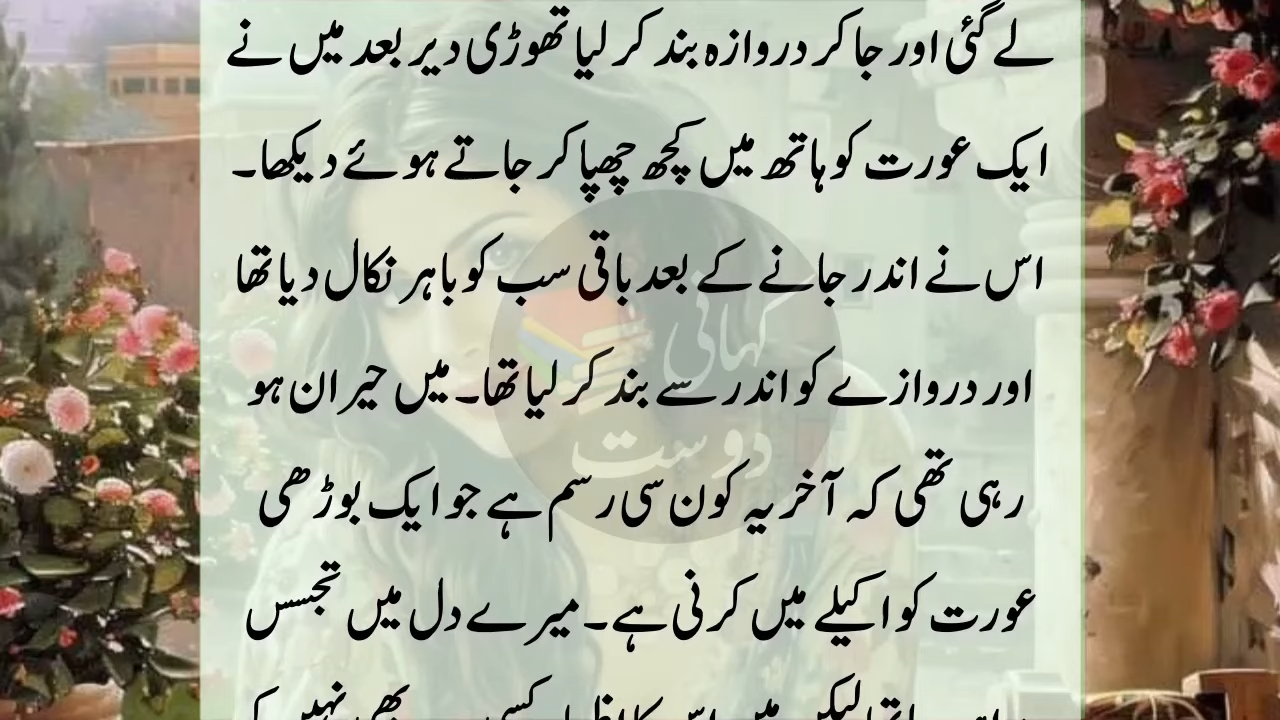 لے گئی اور جا کر دروازہ بند کر لیا تھوڑی دیر بعد میں نے
ایک عورت کو ہاتھ میں کچھ چھپا کر جاتے ہوئے دیکھا۔
اس نے اندر جانے کے بعد باقی سب کو باہر نکال دیا تھا
اور دروازے کو اندر سے بند کر لیا تھا۔ میں حیران ہو
رہی تھی کہ آخر یہ کون سی رسم ہے جو ایک بوڑھی
عورت کو اکیلے میں کرنی ہے۔ میرے دل میں تجسس
کہانی
دوست